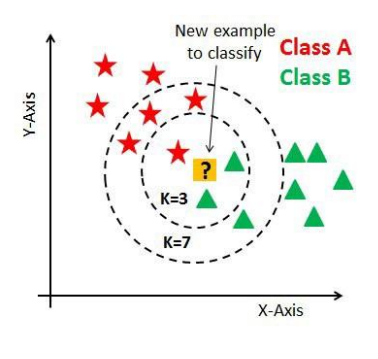 New example
to classify
Class A
Class B
Y-Axis
?
K=3
K=7
X-Axis